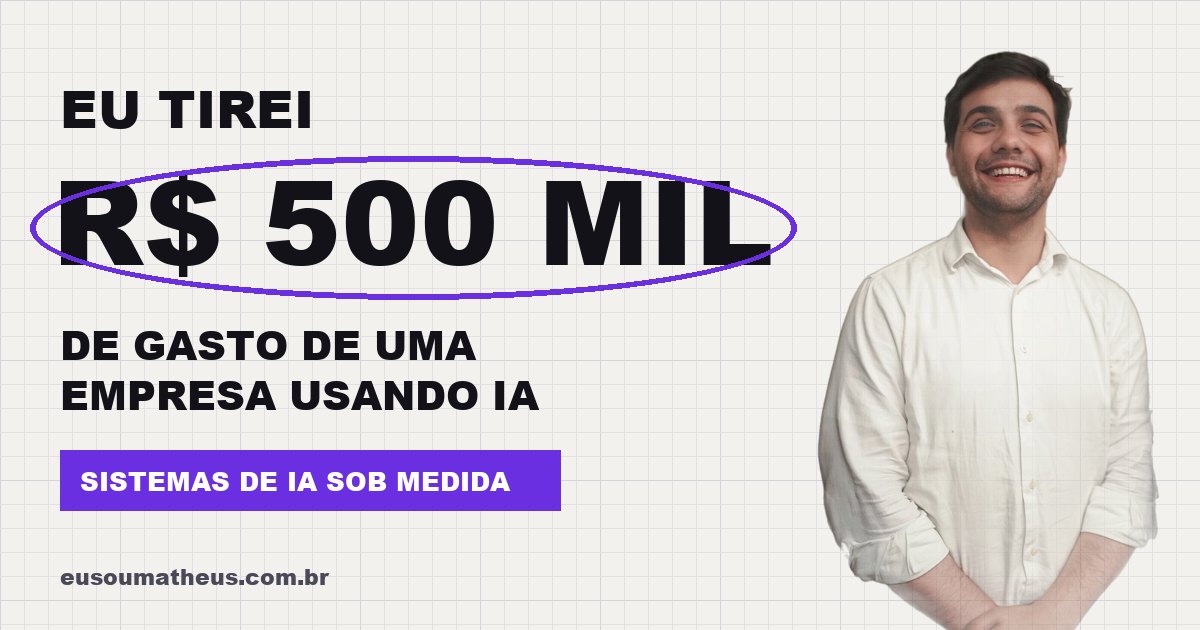 EU TIREI
R$ 500 MIL
DE GASTO DE UMA
EMPRESA USANDO IA
SISTEMAS DE IA SOB MEDIDA
eusoumatheus.com.br